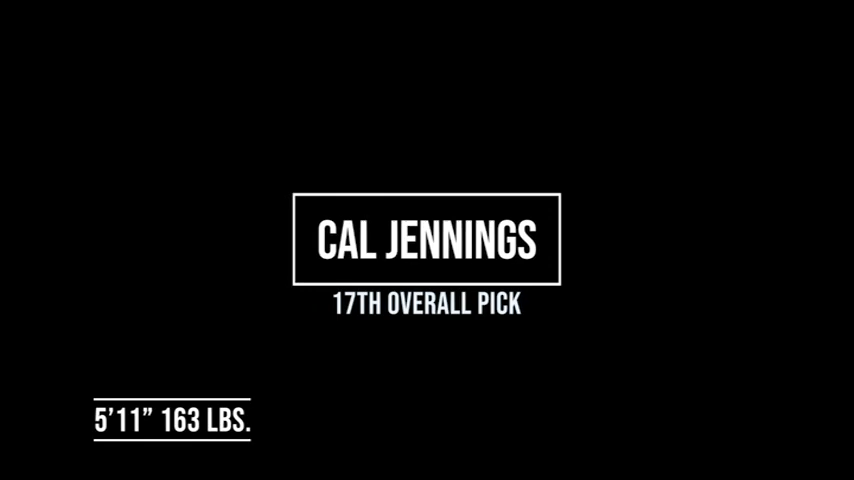 CAL JENNINGS
17TH OVERALL PICK
5’11” 163 LBS.